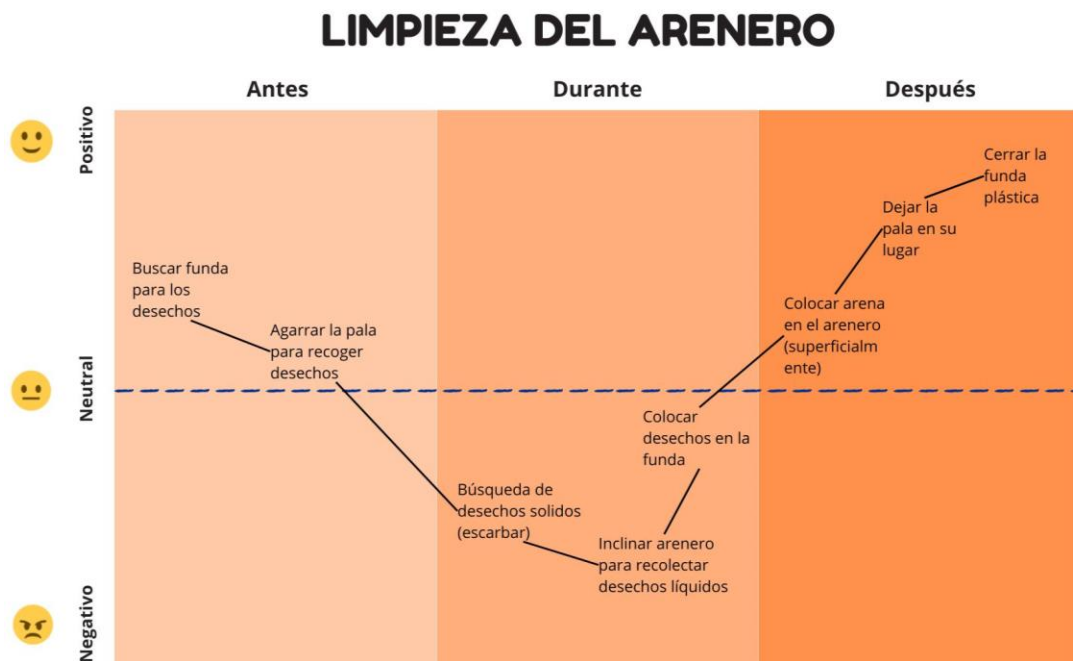 LIMPIEZA DEL ARENERO
Antes
Durante
Después
Positivo
Neutral
Negativo
Buscar funda
para los
desechos
Agarrar la pala
para recoger
desechos
Búsqueda de
desechos solidos
(escarbar)
Inclinar arenero
para recolectar
desechos líquidos
Colocar
desechos en la
funda
Colocar arena
en el arenero
(superficialm
ente)
Dejar la
pala en su
lugar
Cerrar la
funda
plástica